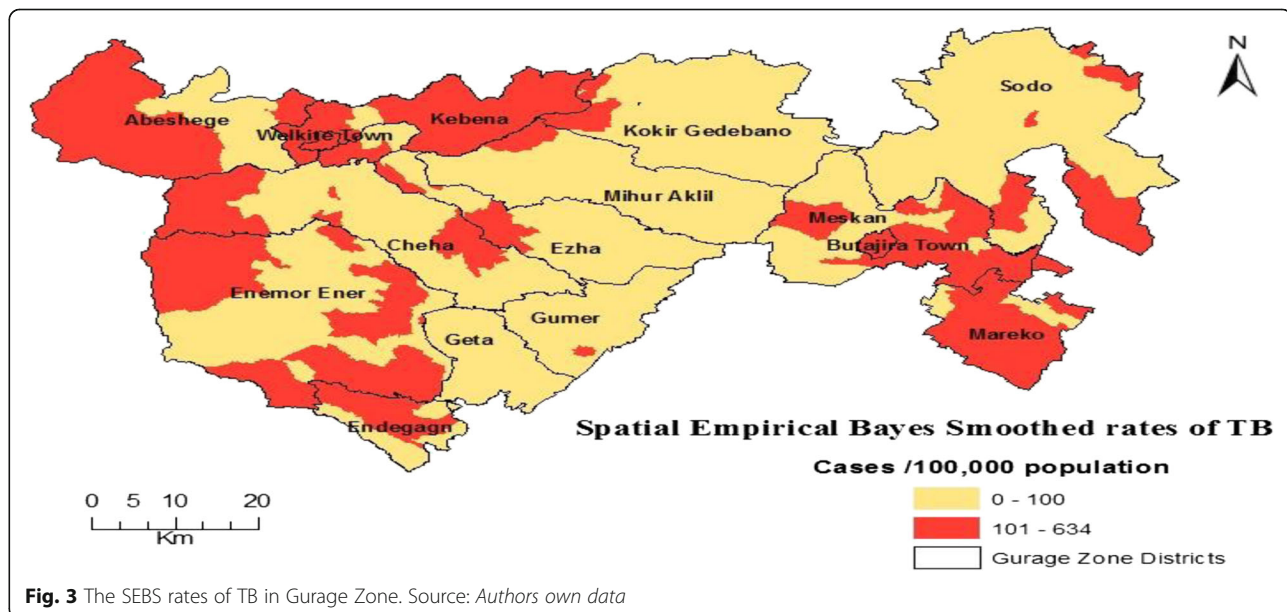 N
Sodo
Abeshege
Walkite Town
Kebena
Kokir Gedebano
Mihur Aklil
Meskan
Butajira Town
Cheha
Ezha
Enemor Ener
Gumer
Geta
Mareko
Endegagn
Spatial Empirical Bayes Smoothed rates of TB
Cases /100,000 population
0 - 100
101 - 634
Gurage Zone Districts
0 5 10 20
Km
Fig. 3 The SEBS rates of TB in Gurage Zone. Source: Authors own data